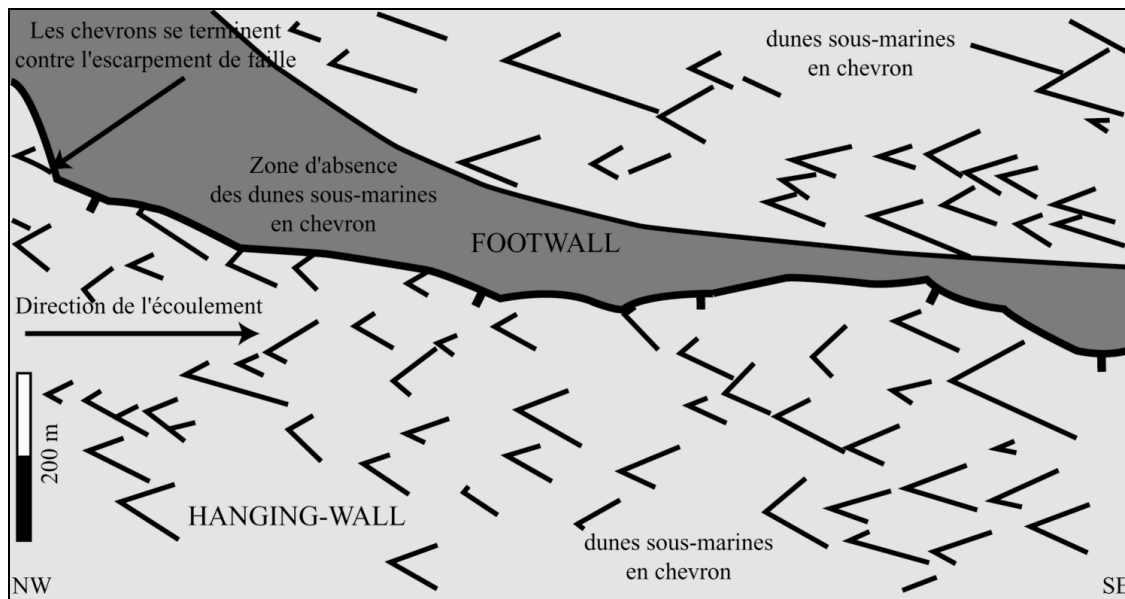 Les chevrons se terminent
contre l'escarpement de faille
dunes sous-marines
en chevron
Zone d'absence
des dunes sous-marines
en chevron
FOOTWALL
Direction de l'écoulement
200 m
HANGING-WALL
dunes sous-marines
en chevron
NW
SE